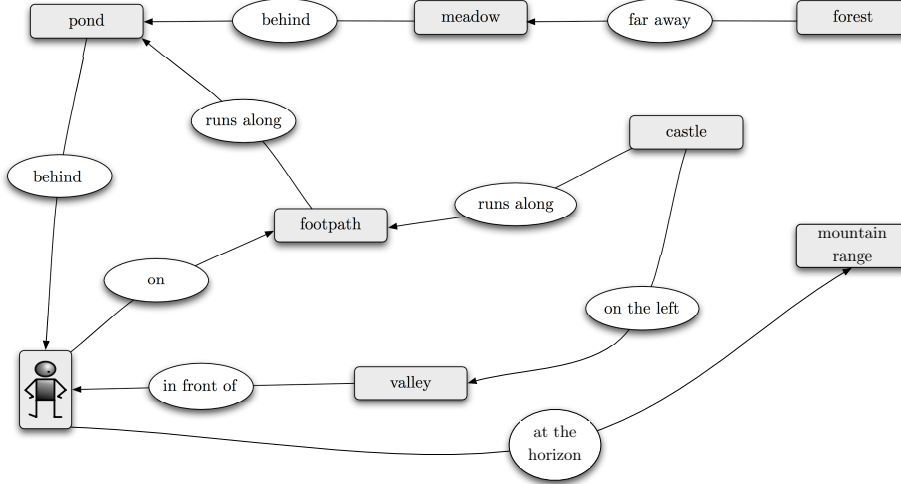 pond
behind
meadow
far away
forest
runs along
castle
behind
runs along
footpath
mountain
range
on
on the left
in front of
valley
at the
horizon